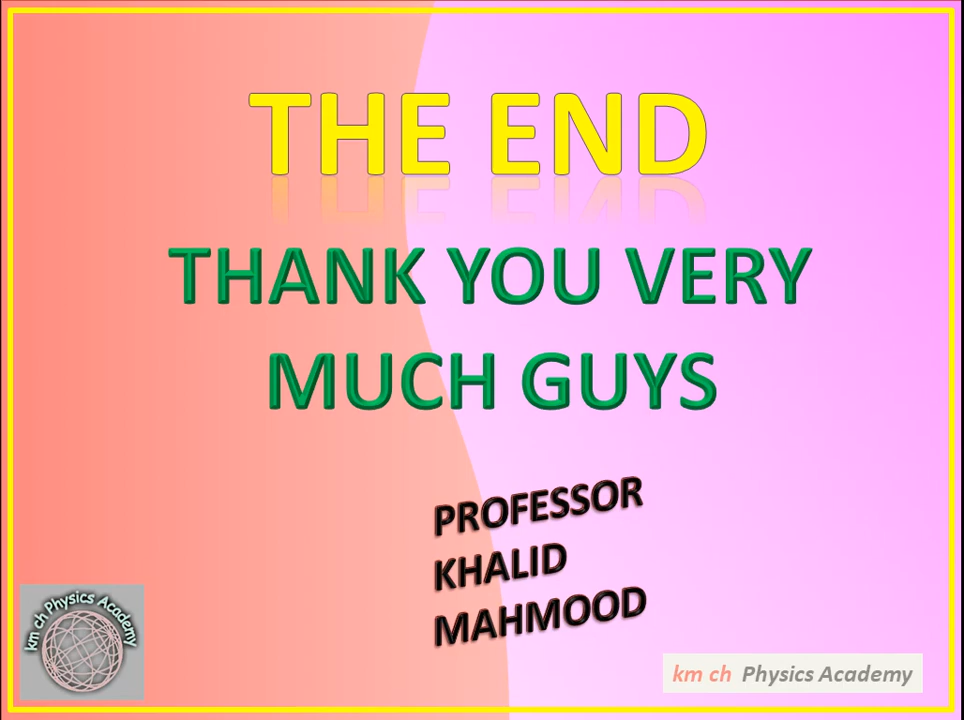 THE END
THANK YOU VERY
MUCH GUYS
PROFESSOR
KHALID
MAHMOOD
km ch Physics Academy
km ch Physics Academy